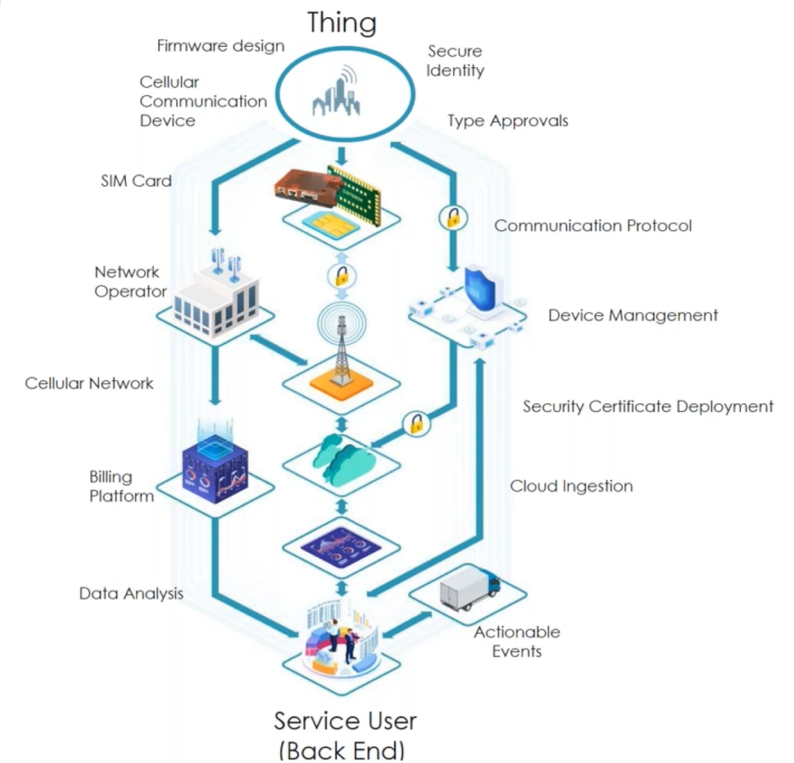 Thing
Firmware design
Secure
Identity
Cellular
Communication
Device
Type Approvals
SIM Card
Communication Protocol
Network
Operator
Device Management
Cellular Network
Security Certificate Deployment
Billing
Platform
Cloud Ingestion
Data Analysis
Actionable
Events
Service User
(Back End)